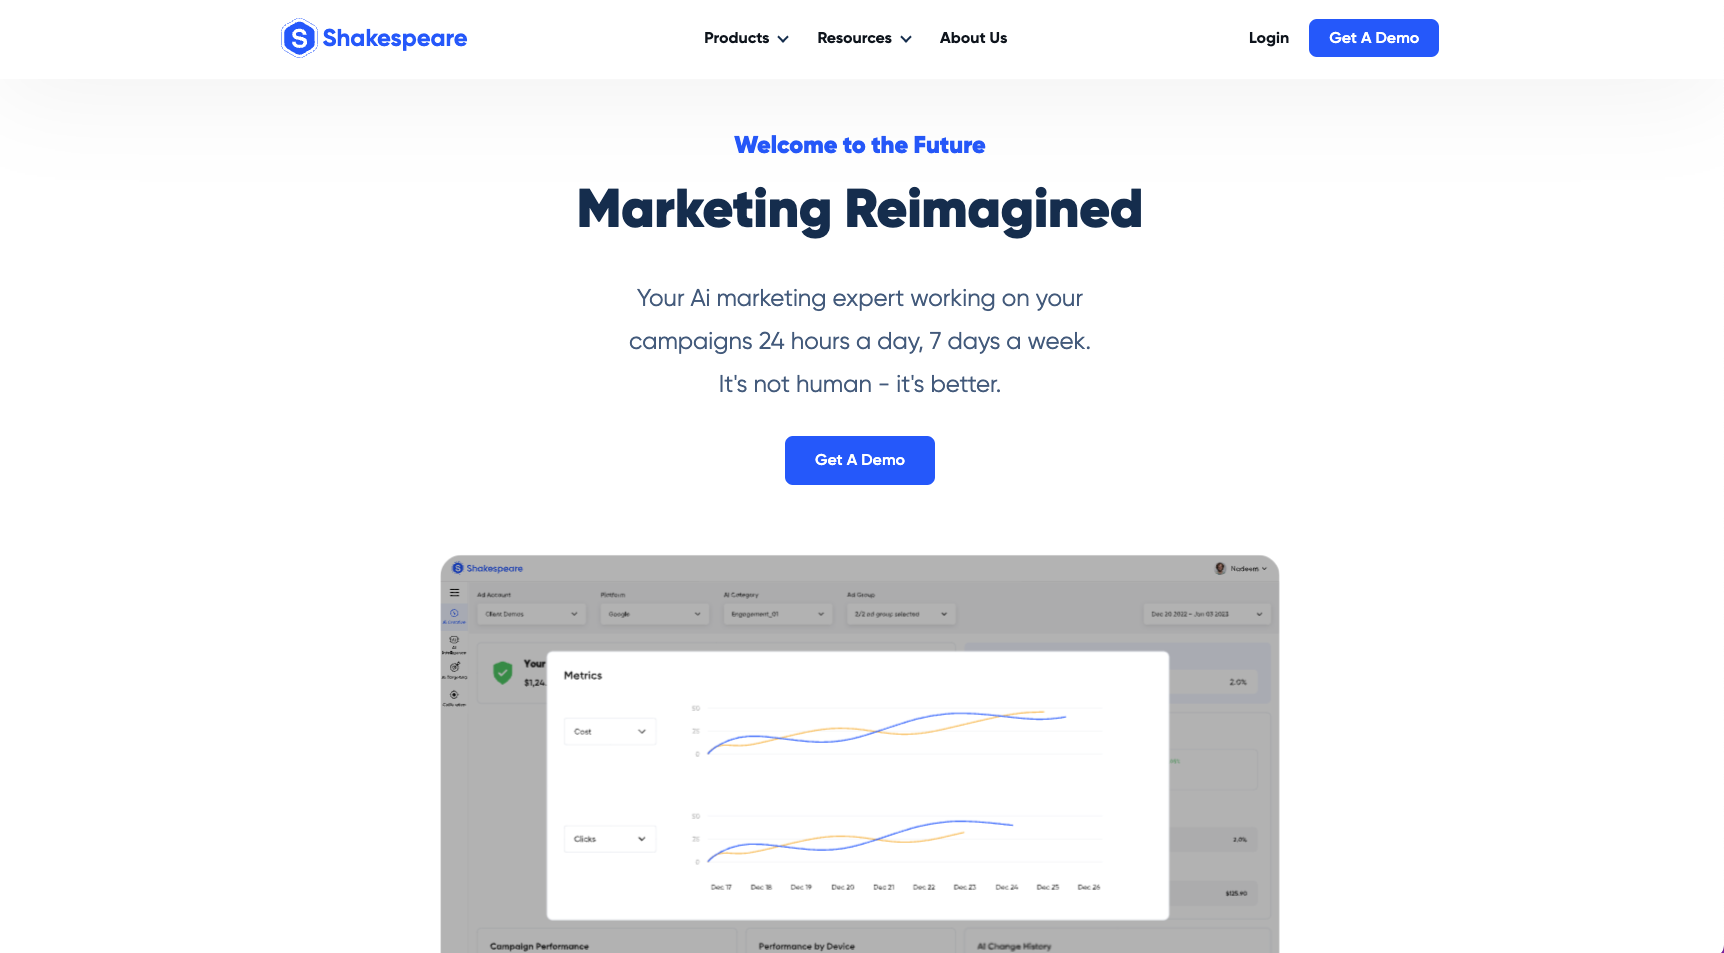 Shakespeare
Products
Resources
About Us
Login
Get A Demo
Welcome to the Future
Marketing Reimagined
Your Ai marketing expert working on your
campaigns 24 hours a day, 7 days a week.
It's not human - it's better.
Get A Demo
Shakespeare
Nadeem
Ad Account
Platform
AI Category
Ad Group
Client Demos
Google
Engagement_01
2/2 ad group selected
Dec 20 2022 - Jan 03 2023
Your
$1,24.
2.0%
Metrics
Cost
Clicks
Dec 17 Dec 18 Dec 19 Dec 20 Dec 21 Dec 22 Dec 23 Dec 24 Dec 25 Dec 26
2.0%
$125.90
Campaign Performance
Performance by Device
AI Change History